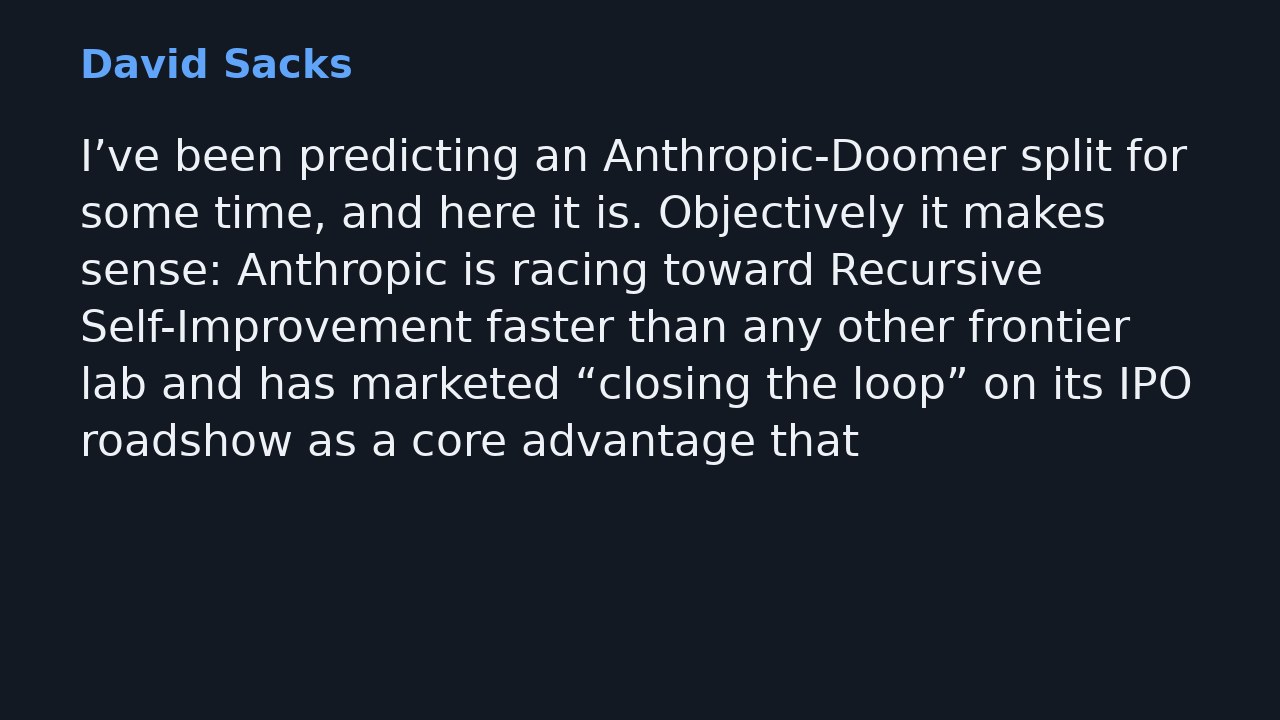 David Sacks
I’ve been predicting an Anthropic-Doomer split for
some time, and here it is. Objectively it makes
sense: Anthropic is racing toward Recursive
Self-Improvement faster than any other frontier
lab and has marketed “closing the loop” on its IPO
roadshow as a core advantage that